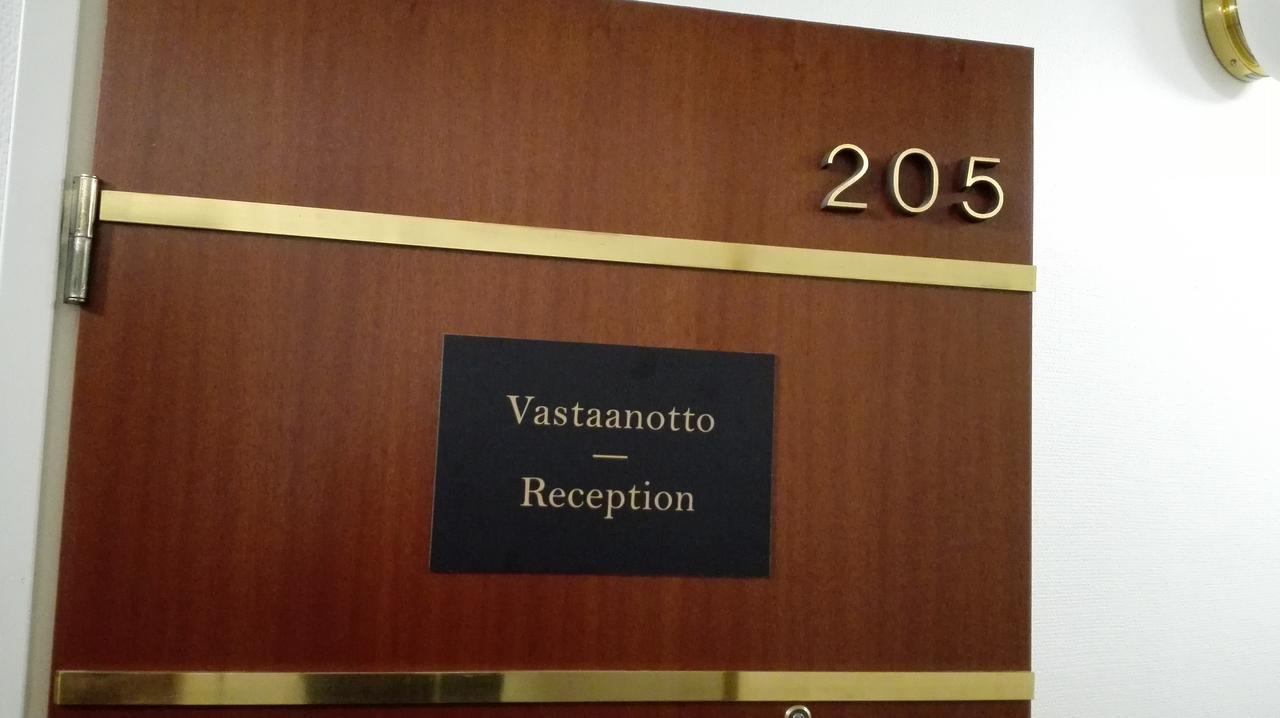 205
Vastaanotto
—
Reception